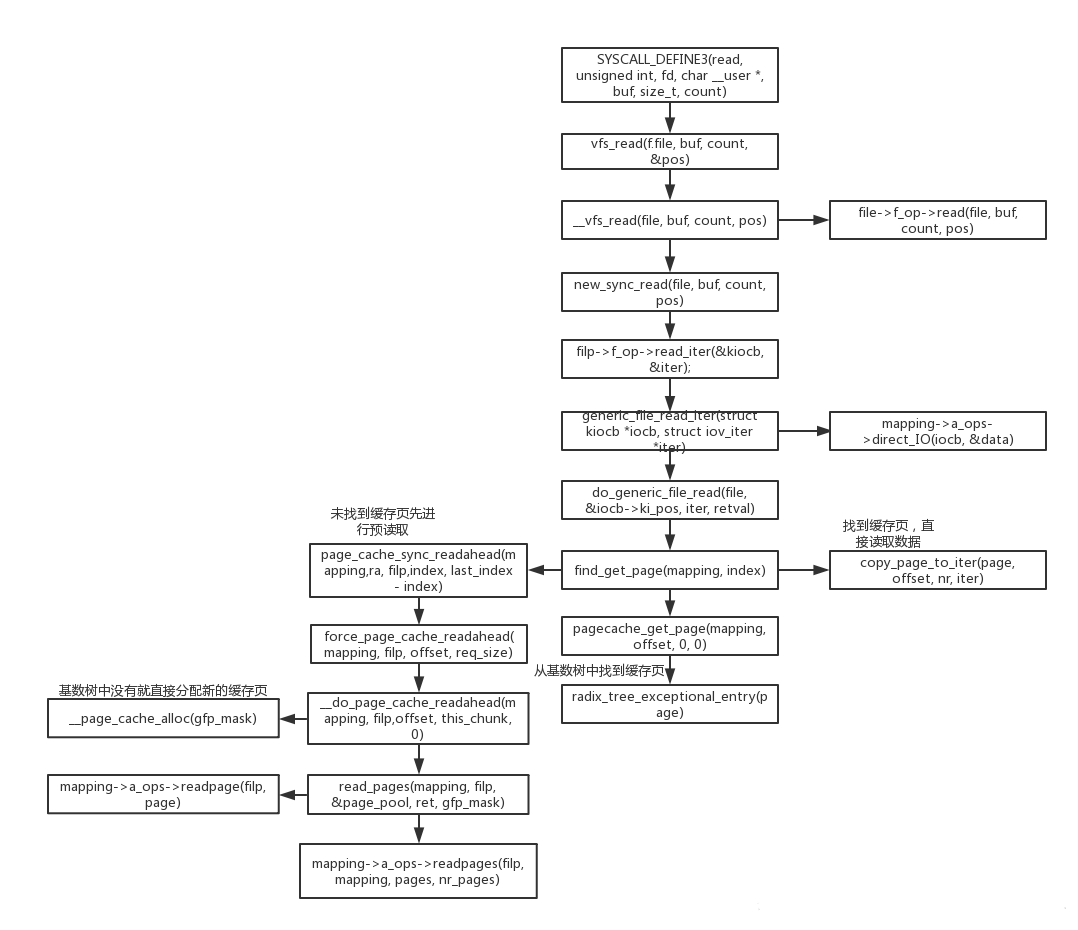 SYSCALL_DEFINE3(read,
unsigned int, fd, char __user *,
buf, size_t, count)
vfs_read(f.file, buf, count,
&pos)
__vfs_read(file, buf, count, pos)
file->f_op->read(file, buf,
count, pos)
new_sync_read(file, buf, count,
pos)
filp->f_op->read_iter(&kiocb,
&iter);
generic_file_read_iter(struct
kiocb *iocb, struct iov_iter
*iter)
mapping->a_ops-
>direct_IO(iocb, &data)
do_generic_file_read(file,
&iocb->ki_pos, iter, retval)
未找到缓存页先进
行预读取
找到缓存页，直
接读取数据
page_cache_sync_readahead(m
apping,ra, filp,index, last_index
- index)
find_get_page(mapping, index)
copy_page_to_iter(page,
offset, nr, iter)
force_page_cache_readahead(
mapping, filp, offset, req_size)
pagecache_get_page(mapping,
offset, 0, 0)
从基数树中找到缓存页
radix_tree_exceptional_entry(p
age)
基数树中没有就直接分配新的缓存页
__page_cache_alloc(gfp_mask)
__do_page_cache_readahead(m
apping, filp,offset, this_chunk,
0)
mapping->a_ops->readpage(filp,
page)
read_pages(mapping, filp,
&page_pool, ret, gfp_mask)
mapping->a_ops->readpages(filp,
mapping, pages, nr_pages)